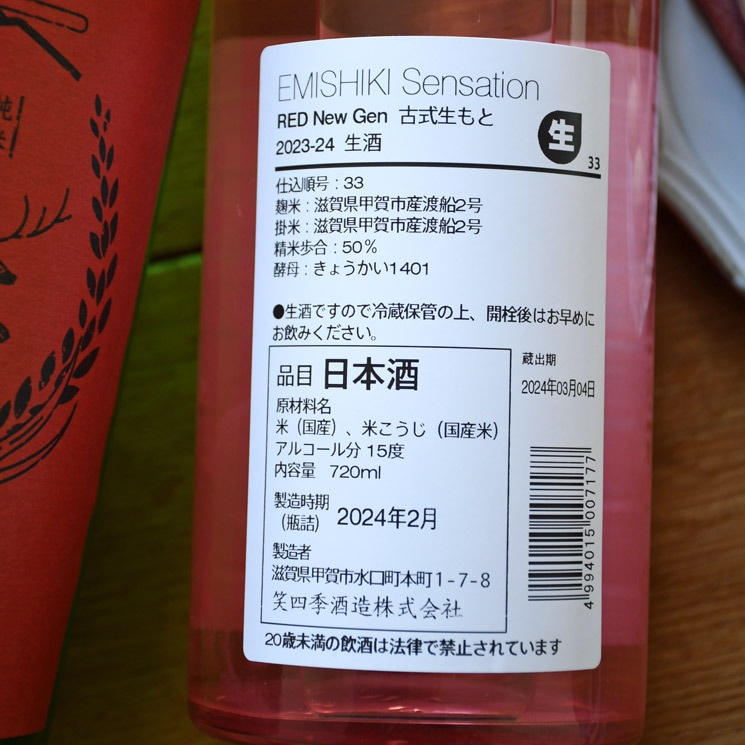 純
米
EMISHIKI Sensation
RED New Gen 古式生もと
2023-24 生酒
生
33
仕込順号:33
麹米:滋賀県甲賀市産渡船2号
掛米:滋賀県甲賀市産渡船2号
精米歩合:50%
酵母:きょうかい1401
●生酒ですので冷蔵保管の上、開栓後はお早めに
お飲みください。
品目 日本酒
原材料名
米(国産)、米こうじ(国産米)
アルコール分 15度
内容量 720ml
製造時期
(瓶詰) 2024年2月
製造者
滋賀県甲賀市水口町本町1-7-8
笑四季酒造株式会社
蔵出期
2024年03月04日
4994015007177
20歳未満の飲酒は法律で禁止されています